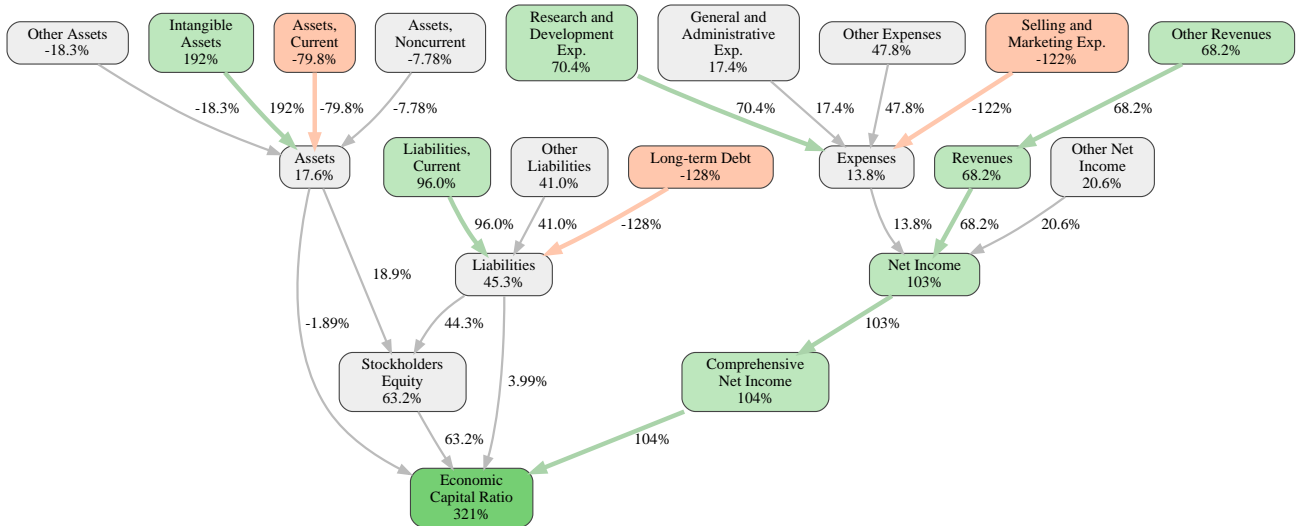 Other Assets
-18.3%
Intangible
Assets
192%
Assets,
Current
-79.8%
Assets,
Noncurrent
-7.78%
Research and
Development
Exp.
70.4%
General and
Administrative
Exp.
17.4%
Other Expenses
47.8%
Selling and
Marketing Exp.
-122%
Other Revenues
68.2%
-18.3%
192%
-79.8%
-7.78%
70.4%
17.4%
47.8%
-122%
68.2%
Assets
17.6%
Liabilities,
Current
96.0%
Other
Liabilities
41.0%
Long-term Debt
-128%
Expenses
13.8%
Revenues
68.2%
Other Net
Income
20.6%
96.0%
41.0%
-128%
13.8%
68.2%
20.6%
18.9%
Liabilities
45.3%
Net Income
103%
-1.89%
44.3%
103%
Stockholders
Equity
63.2%
3.99%
Comprehensive
Net Income
104%
63.2%
104%
Economic
Capital Ratio
321%